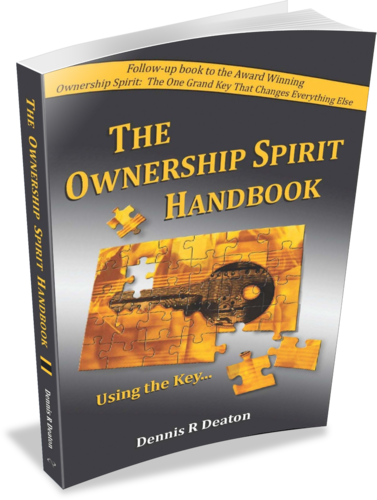 Follow-up book to the Award Winning
Ownership Spirit: The One Grand Key That Changes Everything Else
THE
OWNERSHIP SPIRIT
HANDBOOK
Using the Key...
Dennis R Deaton
THE OWNERSHIP SPIRIT HANDBOOK II
Dennis R Deaton